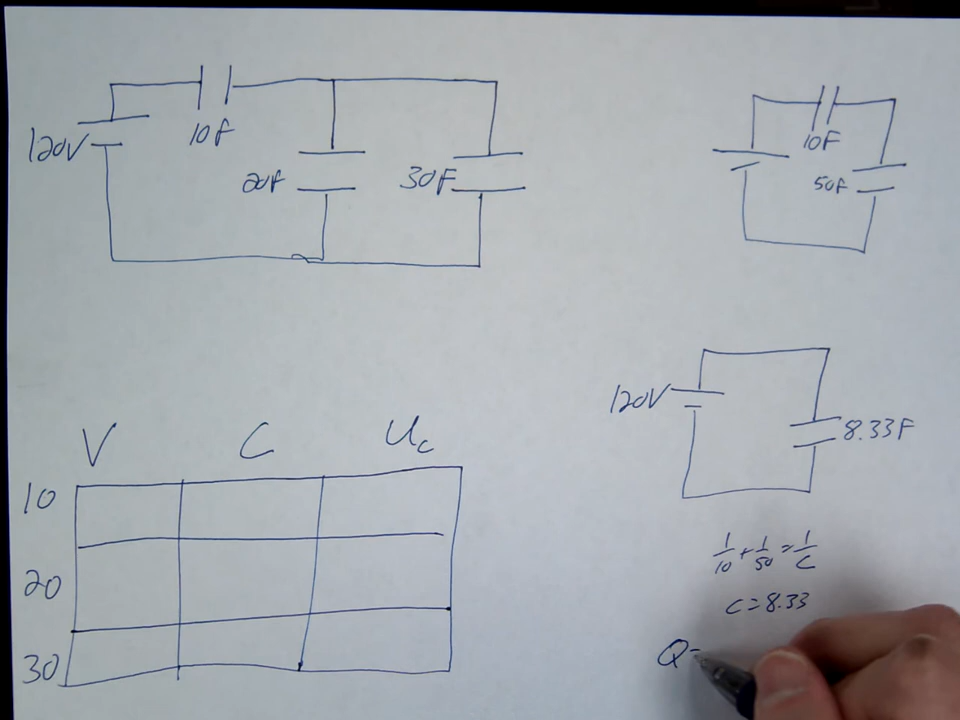 120V
10F
20F
30F
10F
50F
120V
8.33F
1/10 + 1/50 = 1/C
C = 8.33
Q=
V C Uc
10
20
30